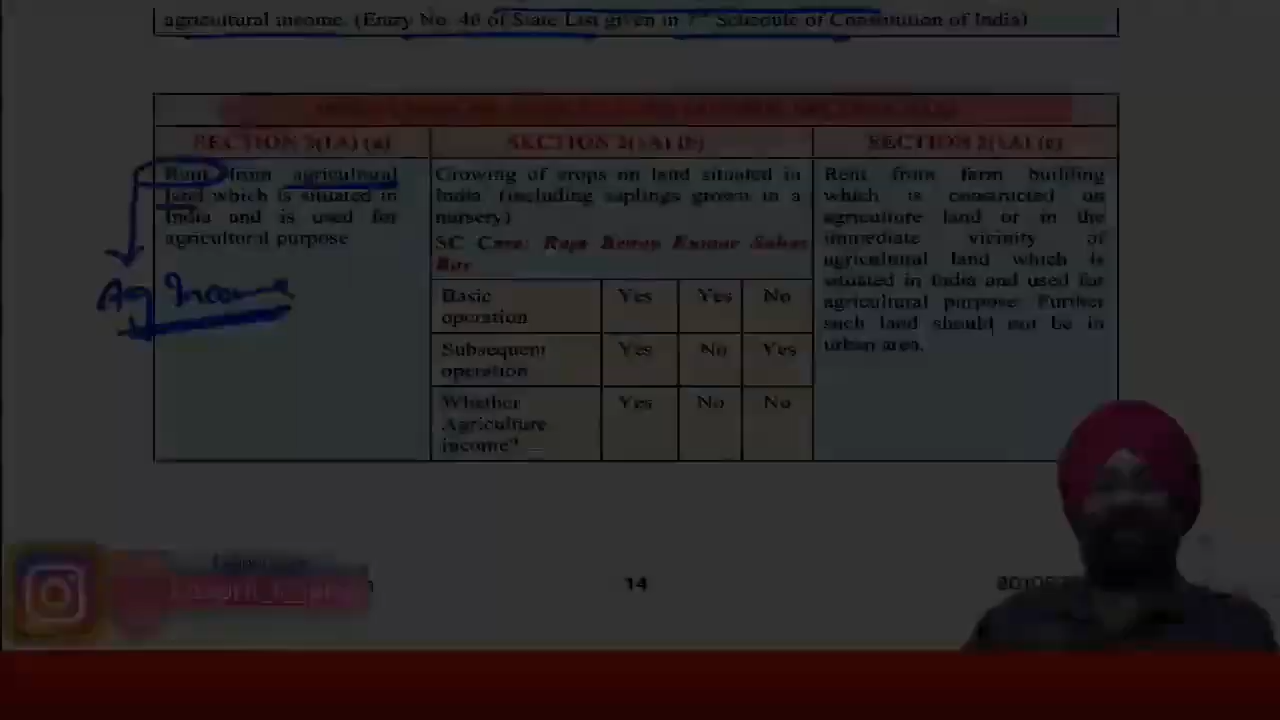 agricultural income. (Entry No. 46 of State List given in 7th Schedule of Constitution of India)
SECTION 2(1A) (a)
SECTION 2(1A) (b)
SECTION 2(1A) (c)
Rent from agricultural
land which is situated in
India and is used for
agricultural purpose
Ag Income
Growing of crops on land situated in
India (including saplings grown in a
nursery)
SC Case: Raja Benoy Kumar Sahas
Roy
Basic Yes Yes No
operation
Subsequent Yes No Yes
operation
Whether Yes No No
Agriculture
income?
Rent from farm building
which is constructed on
agriculture land or in the
immediate vicinity of
agricultural land which is
situated in India and used for
agricultural purpose. Further
such land should not be in
urban area.
14